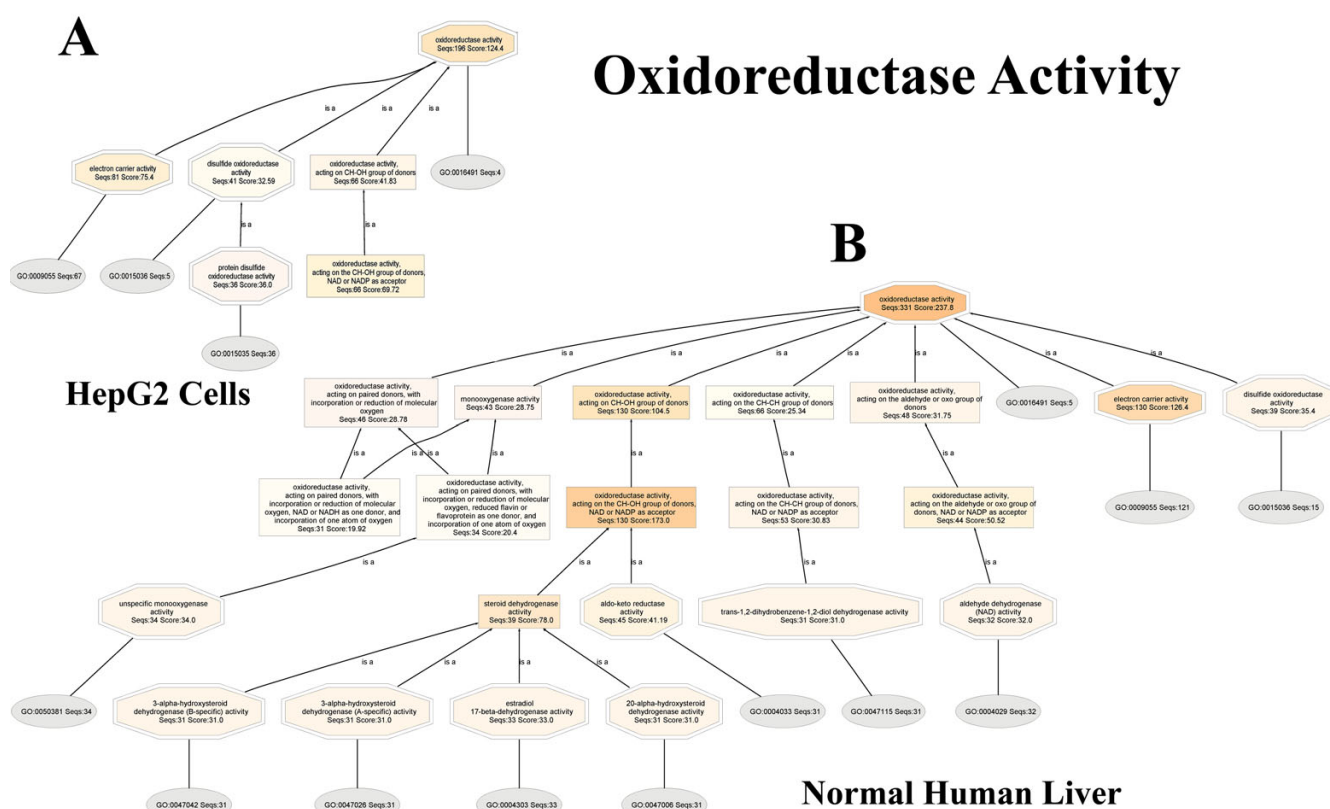 A
Oxidoreductase Activity
oxidoreductase activity
Seqs:196 Score:124.4
is a
is a
is a
electron carrier activity
Seqs:81 Score:75.4
disulfide oxidoreductase
activity
Seqs:41 Score:32.59
oxidoreductase activity,
acting on CH-OH group of donors
Seqs:66 Score:41.83
GO:0016491 Seqs:4
is a
is a
GO:0009055 Seqs:67
GO:0015036 Seqs:5
protein disulfide
oxidoreductase activity
Seqs:36 Score:36.0
oxidoreductase activity,
acting on the CH-OH group of donors,
NAD or NADP as acceptor
Seqs:66 Score:69.72
GO:0015035 Seqs:36
HepG2 Cells
B
oxidoreductase activity
Seqs:331 Score:237.8
is a
is a
is a
is a
is a
is a
is a
oxidoreductase activity,
acting on paired donors, with
incorporation or reduction of molecular
oxygen
Seqs:46 Score:28.78
monooxygenase activity
Seqs:43 Score:28.75
oxidoreductase activity,
acting on CH-OH group of donors
Seqs:130 Score:104.5
oxidoreductase activity,
acting on the CH-CH group of donors
Seqs:66 Score:25.34
oxidoreductase activity,
acting on the aldehyde or oxo group of
donors
Seqs:48 Score:31.75
GO:0016491 Seqs:5
electron carrier activity
Seqs:130 Score:126.4
disulfide oxidoreductase
activity
Seqs:39 Score:35.4
is a
is a
is a
is a
is a
is a
is a
oxidoreductase activity,
acting on paired donors, with
incorporation or reduction of molecular
oxygen, NAD or NADH as one donor, and
incorporation of one atom of oxygen
Seqs:31 Score:19.92
oxidoreductase activity,
acting on paired donors, with
incorporation or reduction of molecular
oxygen, reduced flavin or
flavoprotein as one donor, and
incorporation of one atom of oxygen
Seqs:34 Score:20.4
oxidoreductase activity,
acting on the CH-OH group of donors,
NAD or NADP as acceptor
Seqs:130 Score:173.0
oxidoreductase activity,
acting on the CH-CH group of donors,
NAD or NADP as acceptor
Seqs:53 Score:30.83
oxidoreductase activity,
acting on the aldehyde or oxo group of
donors, NAD or NADP as acceptor
Seqs:44 Score:50.52
GO:0009055 Seqs:121
GO:0015036 Seqs:15
is a
is a
is a
is a
is a
unspecific monooxygenase
activity
Seqs:34 Score:34.0
steroid dehydrogenase
activity
Seqs:39 Score:78.0
aldo-keto reductase
activity
Seqs:45 Score:41.19
trans-1,2-dihydrobenzene-1,2-diol dehydrogenase activity
Seqs:31 Score:31.0
aldehyde dehydrogenase
(NAD) activity
Seqs:32 Score:32.0
is a
is a
is a
is a
GO:0050381 Seqs:34
3-alpha-hydroxysteroid
dehydrogenase (B-specific) activity
Seqs:31 Score:31.0
3-alpha-hydroxysteroid
dehydrogenase (A-specific) activity
Seqs:31 Score:31.0
estradiol
17-beta-dehydrogenase activity
Seqs:33 Score:33.0
20-alpha-hydroxysteroid
dehydrogenase activity
Seqs:31 Score:31.0
GO:0004033 Seqs:31
GO:0047115 Seqs:31
GO:0004029 Seqs:32
GO:0047042 Seqs:31
GO:0047026 Seqs:31
GO:0004303 Seqs:33
GO:0047006 Seqs:31
Normal Human Liver